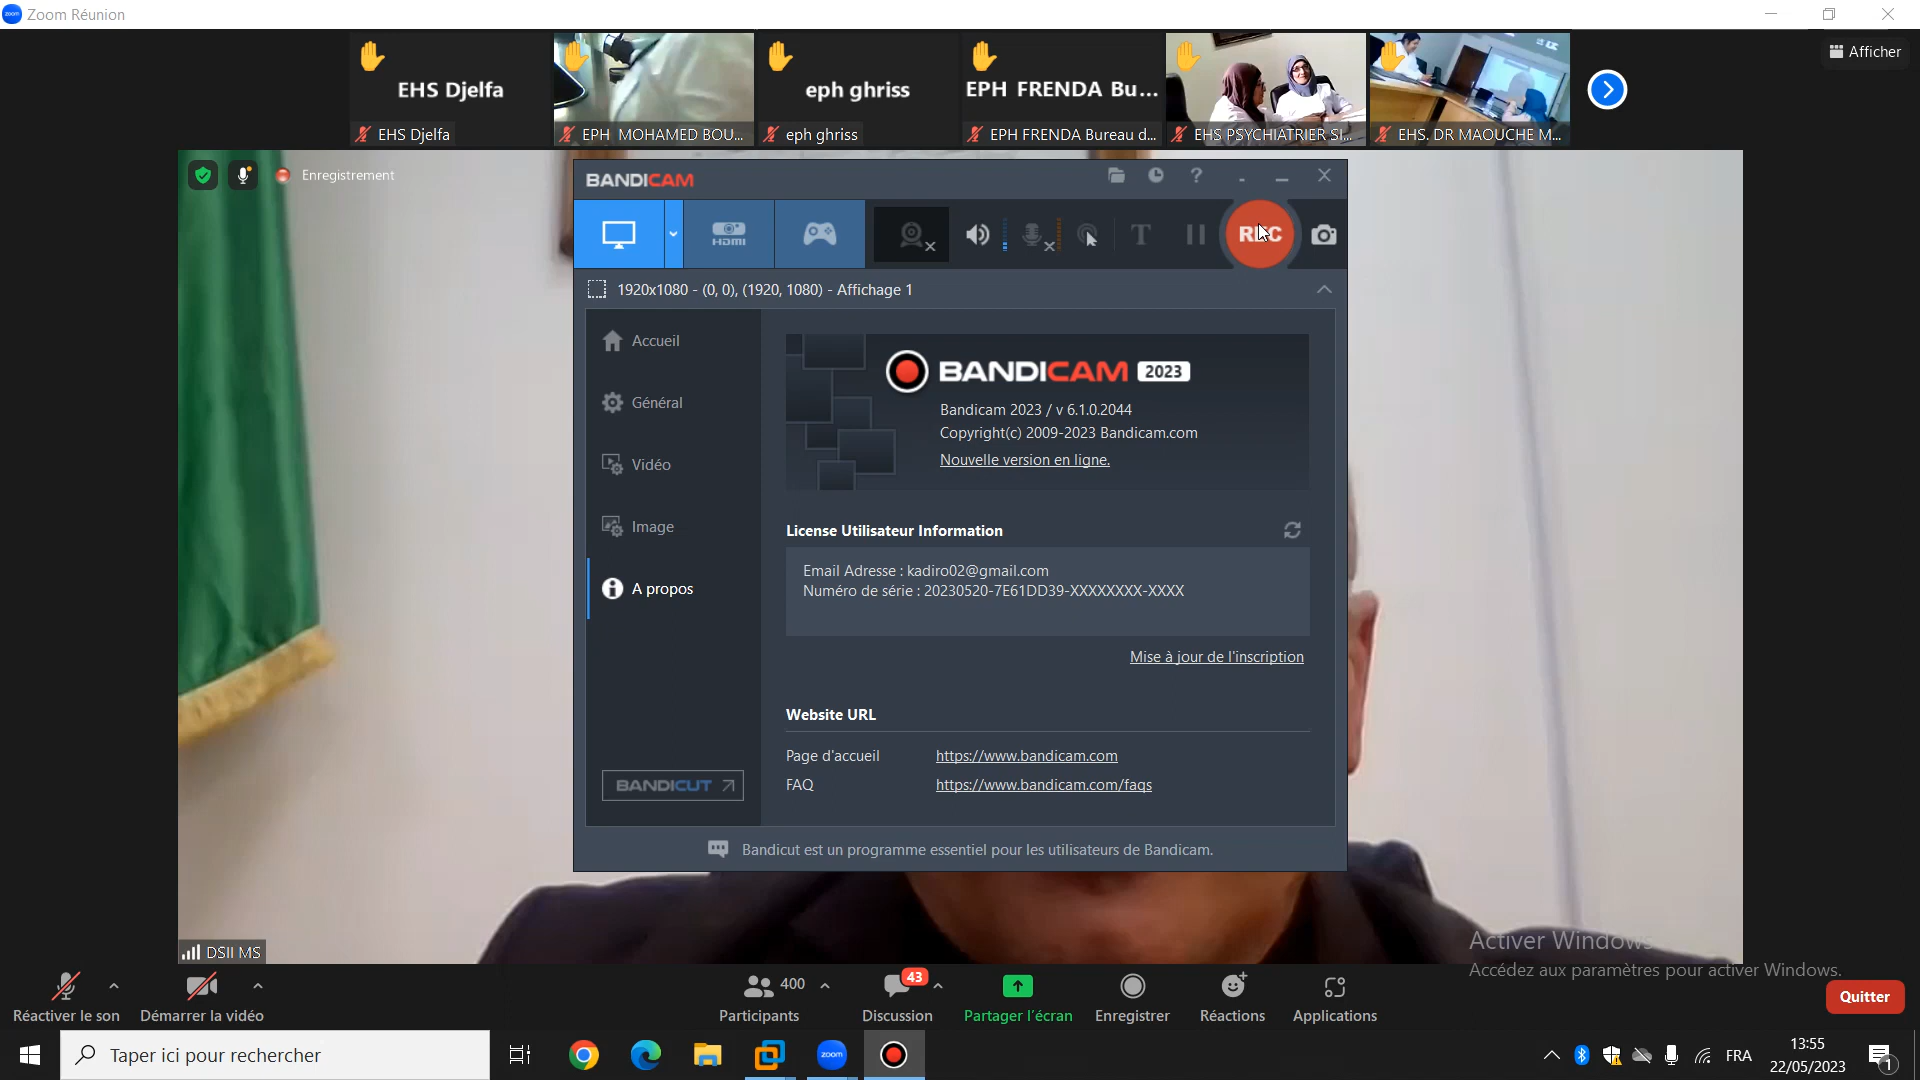 Zoom Réunion
Afficher
EHS Djelfa
eph ghriss
EPH FRENDA Bu...
EHS Djelfa
EPH MOHAMED BOU...
eph ghriss
EPH FRENDA Bureau d...
EHS PSYCHIATRIER SI...
EHS. DR MAOUCHE M...
Enregistrement
BANDICAM
HDMI
T
REC
1920x1080 - (0, 0), (1920, 1080) - Affichage 1
Accueil
Général
Vidéo
Image
A propos
BANDICUT
BANDICAM 2023
Bandicam 2023 / v 6.1.0.2044
Copyright(c) 2009-2023 Bandicam.com
Nouvelle version en ligne.
License Utilisateur Information
Email Adresse : kadiro02@gmail.com
Numéro de série : 20230520-7E61DD39-XXXXXXXX-XXXX
Mise à jour de l'inscription
Website URL
Page d'accueil https://www.bandicam.com
FAQ https://www.bandicam.com/faqs
Bandicut est un programme essentiel pour les utilisateurs de Bandicam.
DSII MS
Activer Windows
Accédez aux paramètres pour activer Windows.
Réactiver le son
Démarrer la vidéo
400
Participants
43
Discussion
Partager l'écran
Enregistrer
Réactions
Applications
Quitter
Taper ici pour rechercher
zoom
FRA
13:55
22/05/2023
1